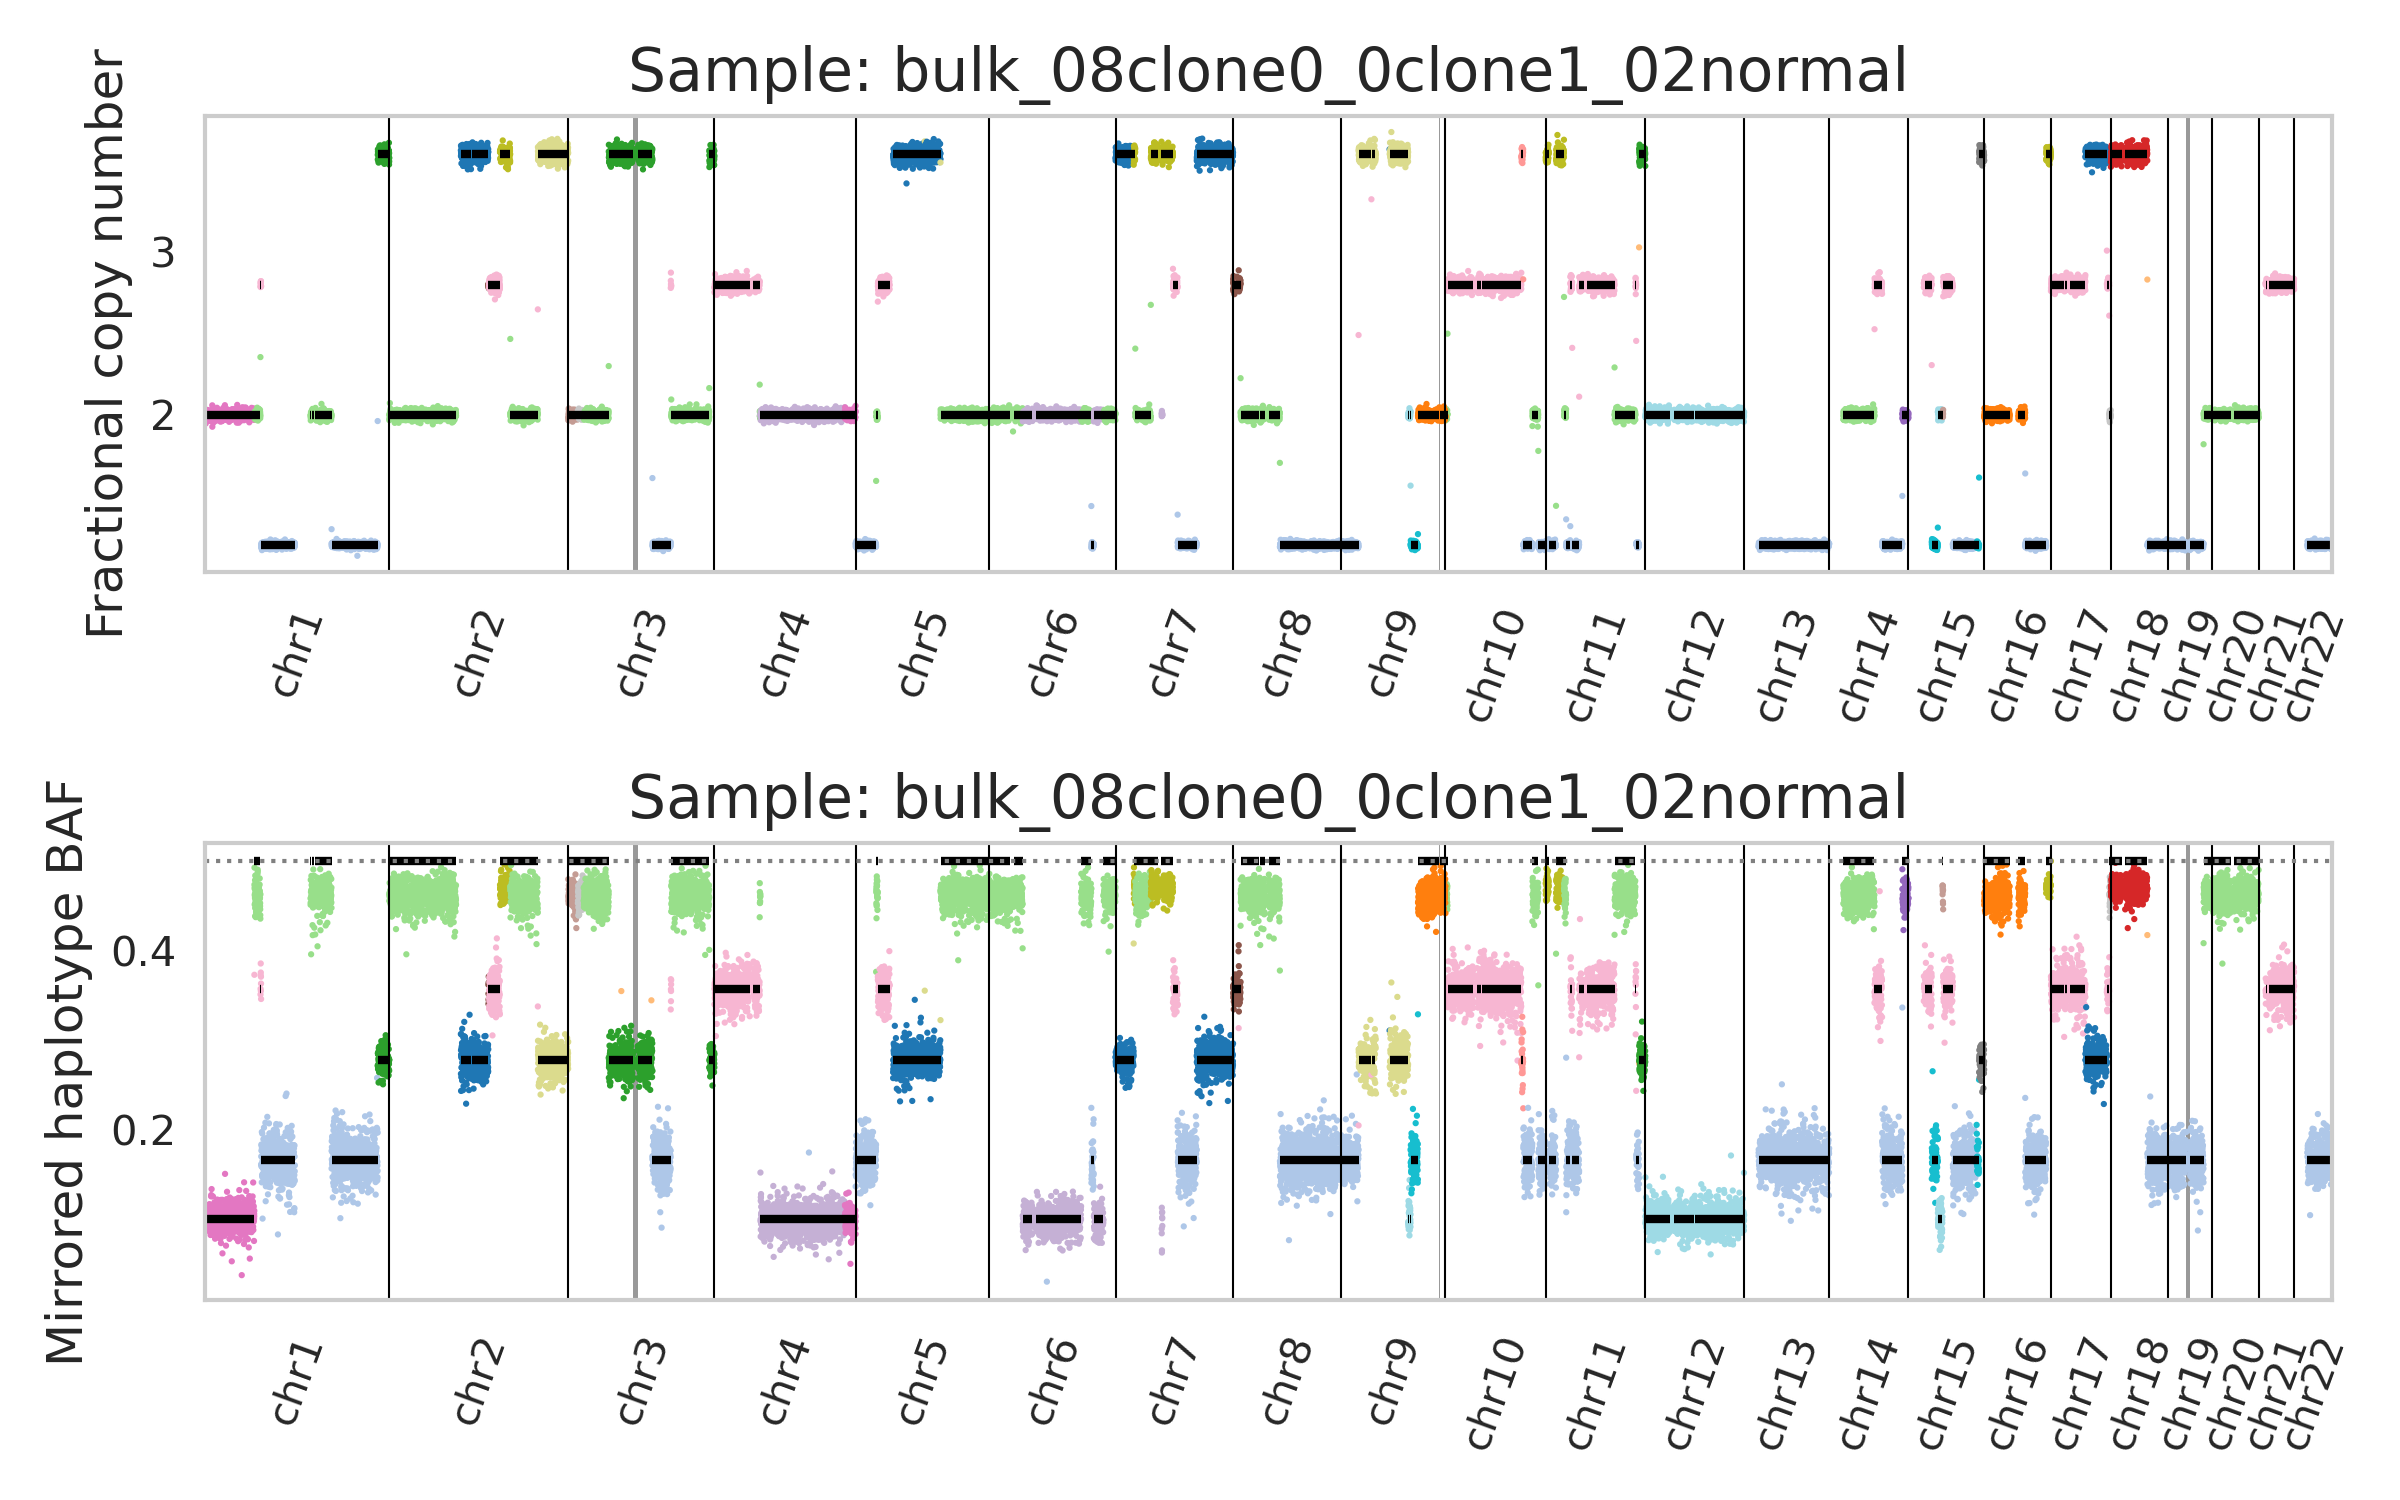 Sample: bulk_08clone0_0clone1_02normal
Fractional copy number
3
2
chr1 chr2 chr3 chr4 chr5 chr6 chr7 chr8 chr9 chr10 chr11 chr12 chr13 chr14 chr15 chr16 chr17 chr18 chr19 chr20 chr21 chr22
Sample: bulk_08clone0_0clone1_02normal
Mirrored haplotype BAF
0.4
0.2
chr1 chr2 chr3 chr4 chr5 chr6 chr7 chr8 chr9 chr10 chr11 chr12 chr13 chr14 chr15 chr16 chr17 chr18 chr19 chr20 chr21 chr22